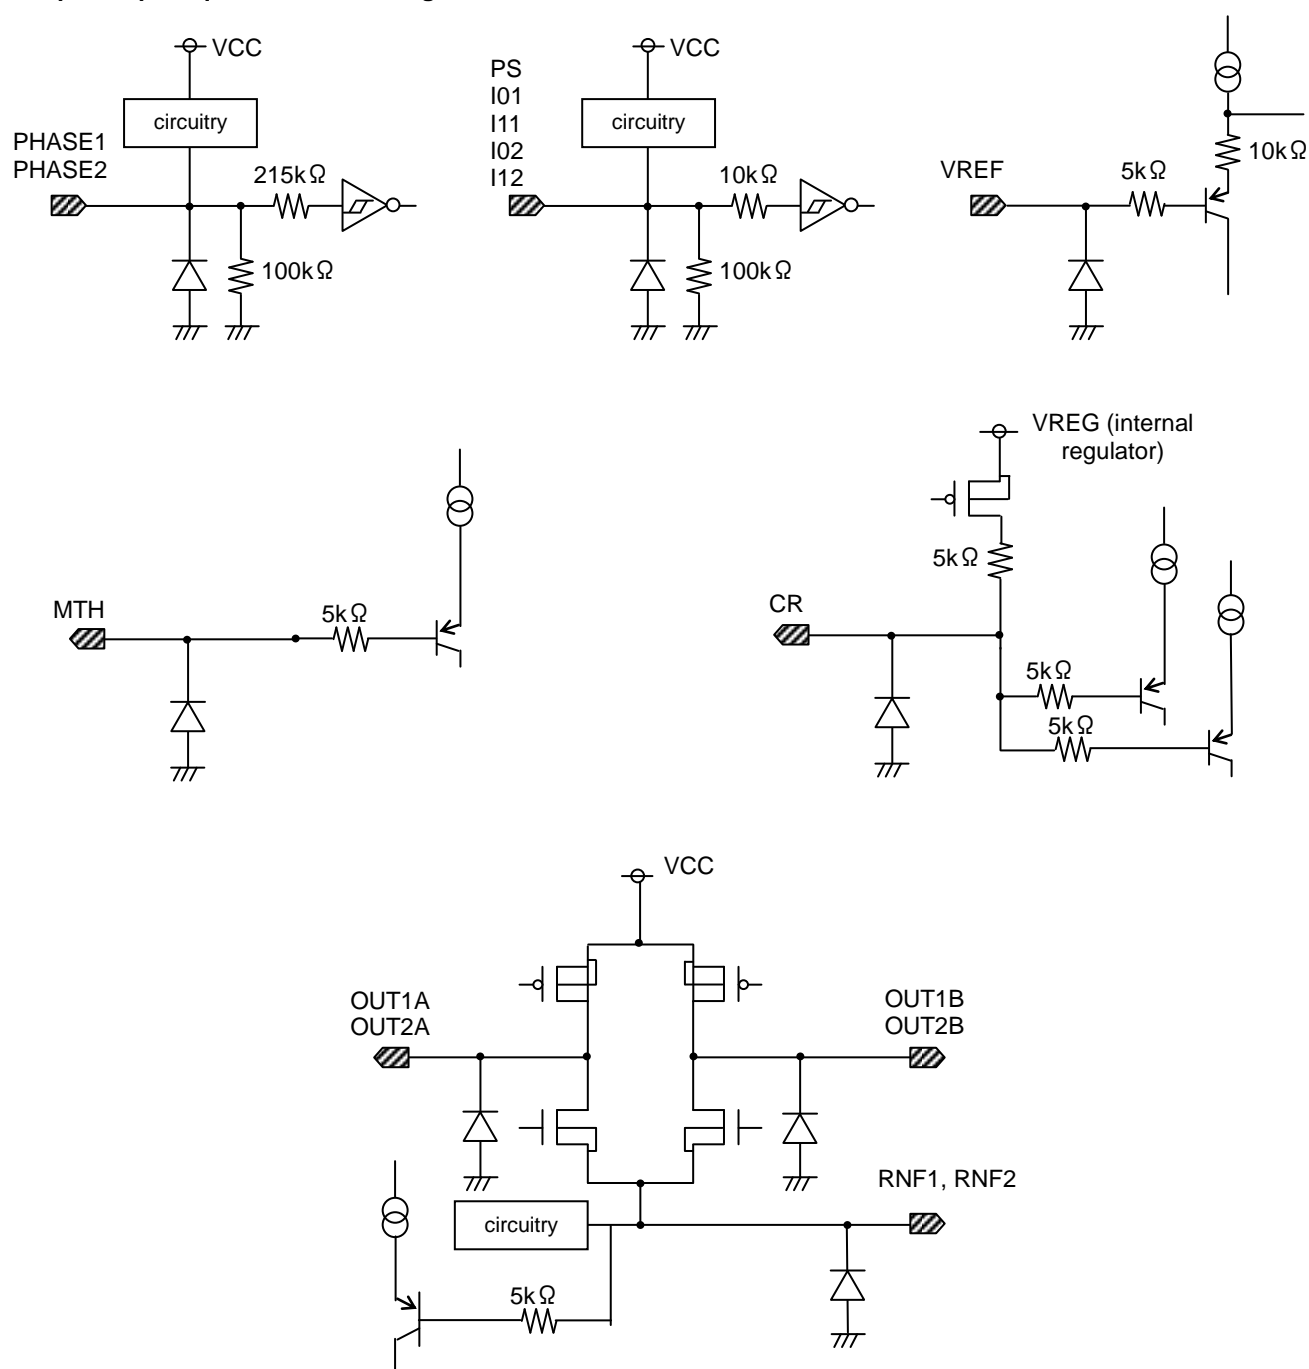 VCC
circuitry
PHASE1
PHASE2
215kΩ
100kΩ
VCC
PS
I01
I11
I02
I12
circuitry
10kΩ
100kΩ
VREF
5kΩ
10kΩ
MTH
5kΩ
VREG (internal
regulator)
5kΩ
CR
5kΩ
5kΩ
VCC
OUT1A
OUT2A
OUT1B
OUT2B
RNF1, RNF2
circuitry
5kΩ